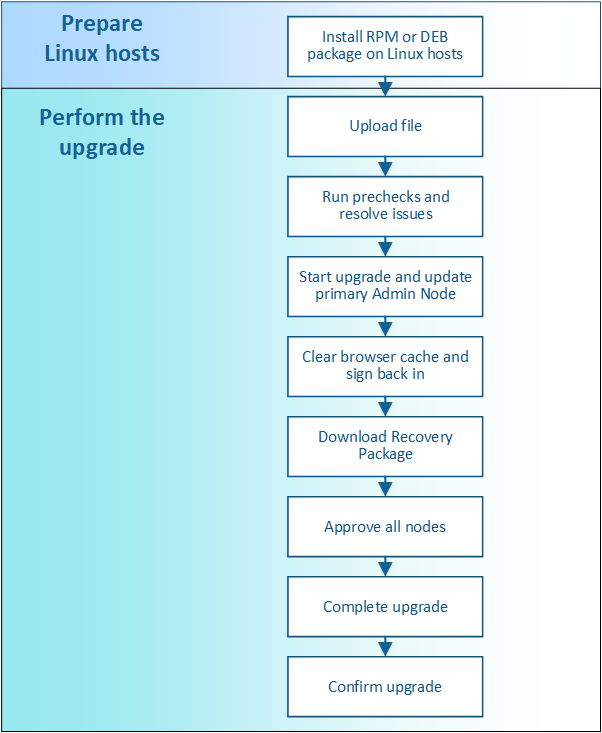 Prepare
Linux hosts
Install RPM or DEB
package on Linux hosts
Perform the
upgrade
Upload file
Run prechecks and
resolve issues
Start upgrade and update
primary Admin Node
Clear browser cache and
sign back in
Download Recovery
Package
Approve all nodes
Complete upgrade
Confirm upgrade